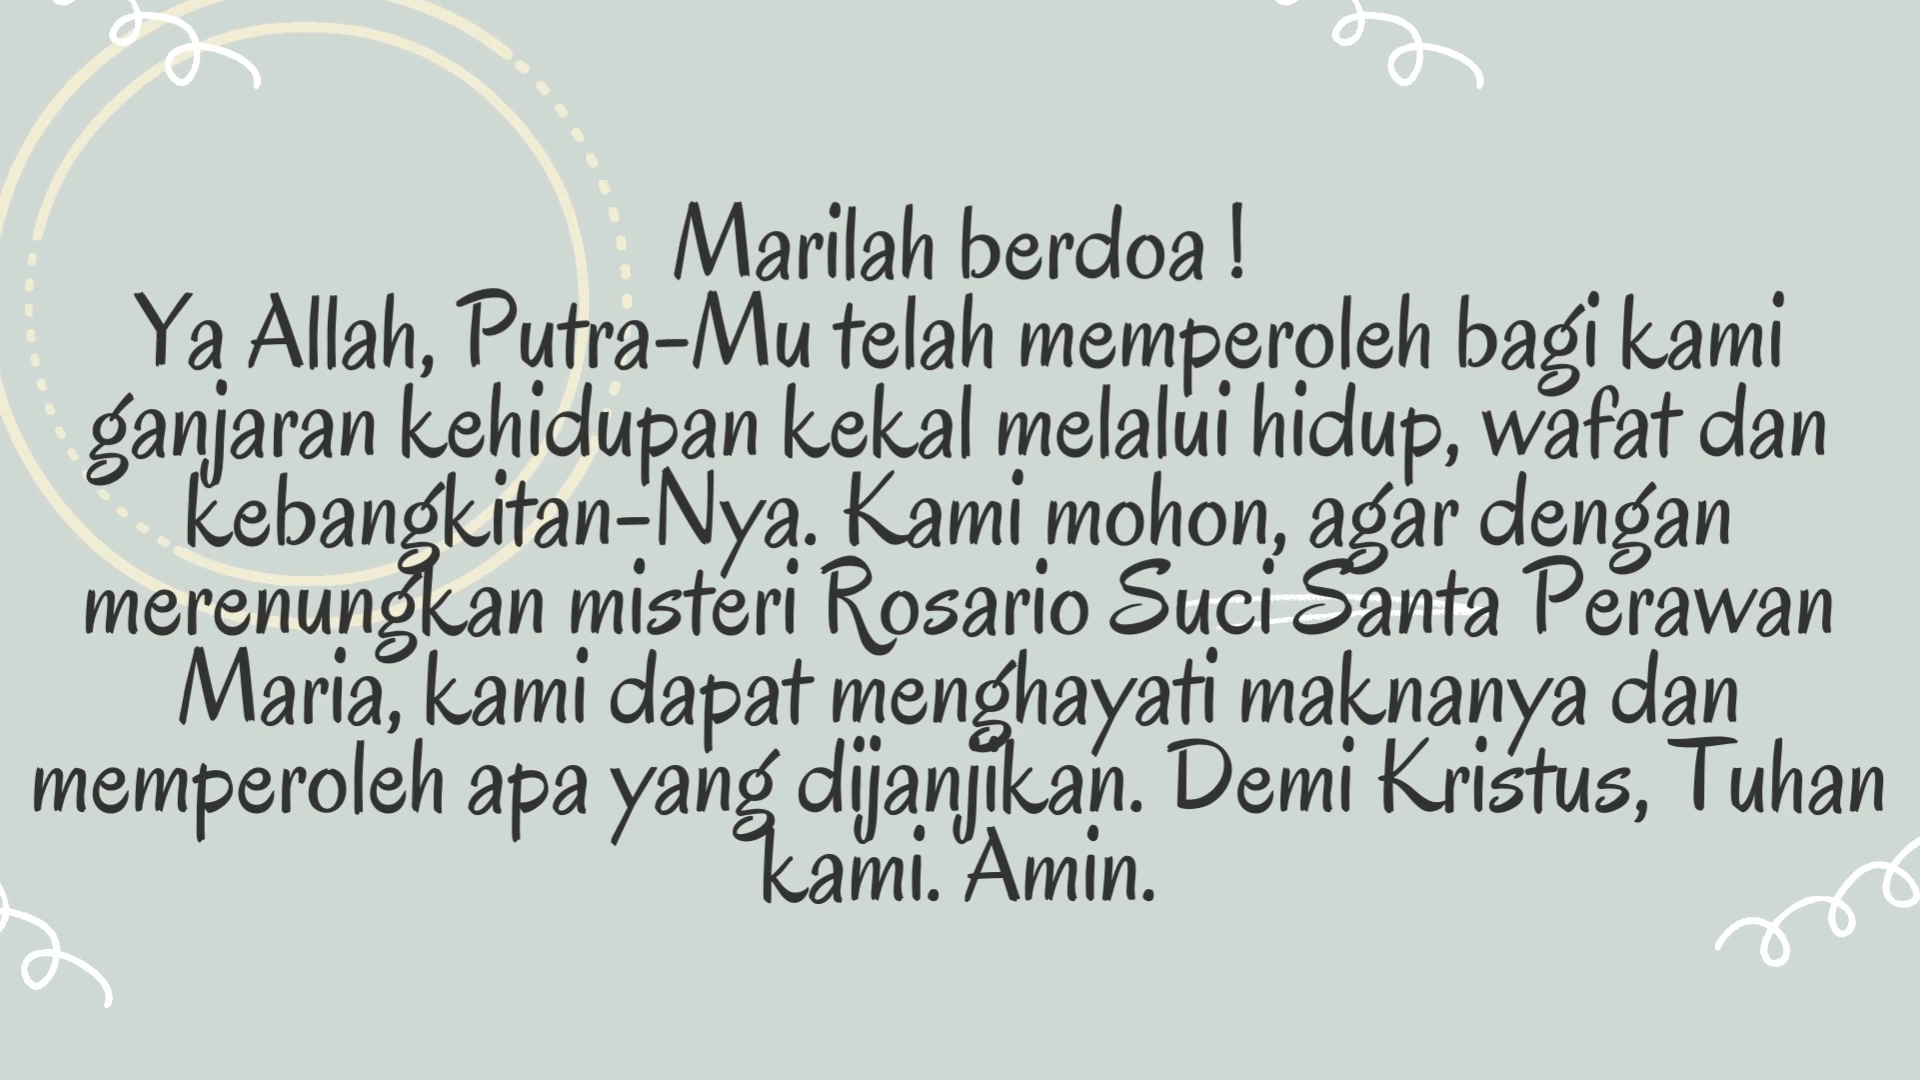 Marilah berdoa !
Ya Allah, Putra-Mu telah memperoleh bagi kami
ganjaran kehidupan kekal melalui hidup, wafat dan
kebangkitan-Nya. Kami mohon, agar dengan
merenungkan misteri Rosario Suci Santa Perawan
Maria, kami dapat menghayati maknanya dan
memperoleh apa yang dijanjikan. Demi Kristus, Tuhan
kami. Amin.